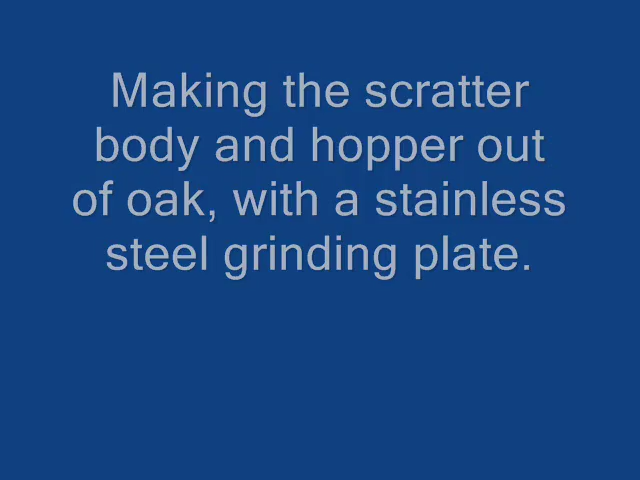 Making the scratter
body and hopper out
of oak, with a stainless
steel grinding plate.